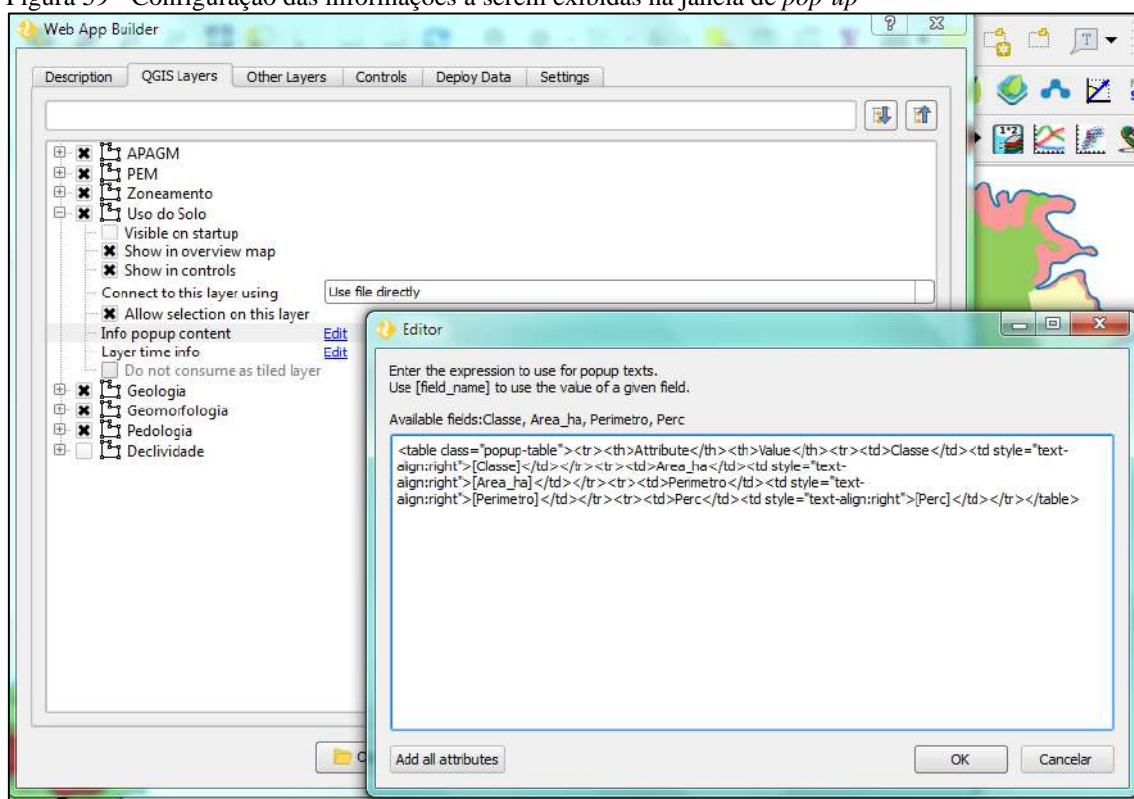 Figura 39 - Configuração das informações a serem exibidas na janela de pop-up
Web App Builder
Description QGIS Layers Other Layers Controls Deploy Data Settings
APAGM
PEM
Zoneamento
Uso do Solo
Visible on startup
Show in overview map
Show in controls
Connect to this layer using Use file directly
Allow selection on this layer
Info popup content Edit
Layer time info Edit
Do not consume as tiled layer
Geologia
Geomorfologia
Pedologia
Declividade
Editor
Enter the expression to use for popup texts.
Use [field_name] to use the value of a given field.
Available fields:Classe, Area_ha, Perimetro, Perc
<table class="popup-table"><tr><th>Attribute</th><th>Value</th><tr><td>Classe</td><td style="text-
align:right">[Classe]</td></tr><tr><td>Area_ha</td><td style="text-
align:right">[Area_ha]</td></tr><tr><td>Perimetro</td><td style="text-
align:right">[Perimetro]</td></tr><tr><td>Perc</td><td style="text-align:right">[Perc]</td></tr></table>
Add all attributes OK Cancelar